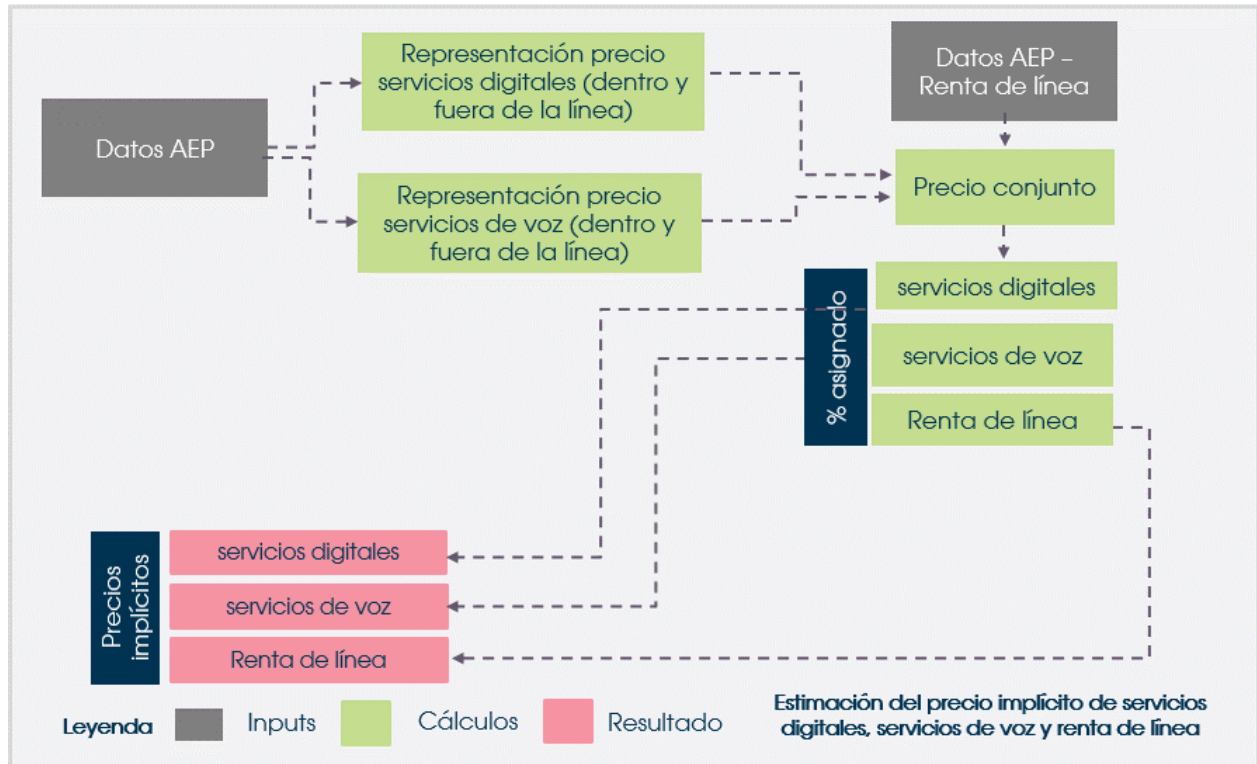 Datos AEP
Representación precio
servicios digitales (dentro y
fuera de la línea)
Representación precio
servicios de voz (dentro y
fuera de la línea)
Datos AEP –
Renta de línea
Precio conjunto
% asignado
servicios digitales
servicios de voz
Renta de línea
Precios
implícitos
servicios digitales
servicios de voz
Renta de línea
Leyenda
Inputs
Cálculos
Resultado
Estimación del precio implícito de servicios
digitales, servicios de voz y renta de línea